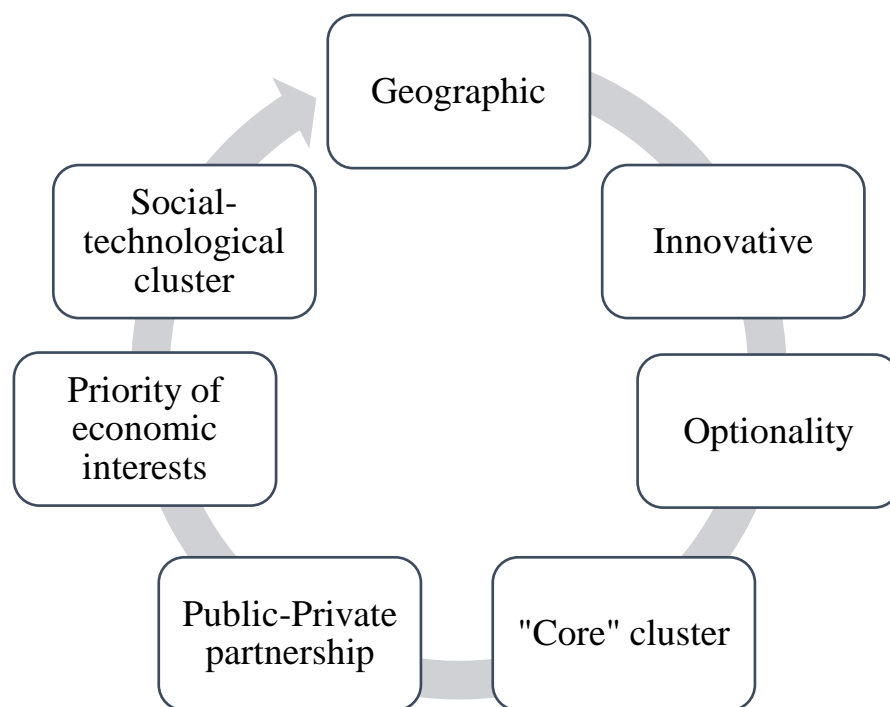 Geographic
Innovative
Optionality
"Core" cluster
Public-Private
partnership
Priority of
economic
interests
Social-
technological
cluster